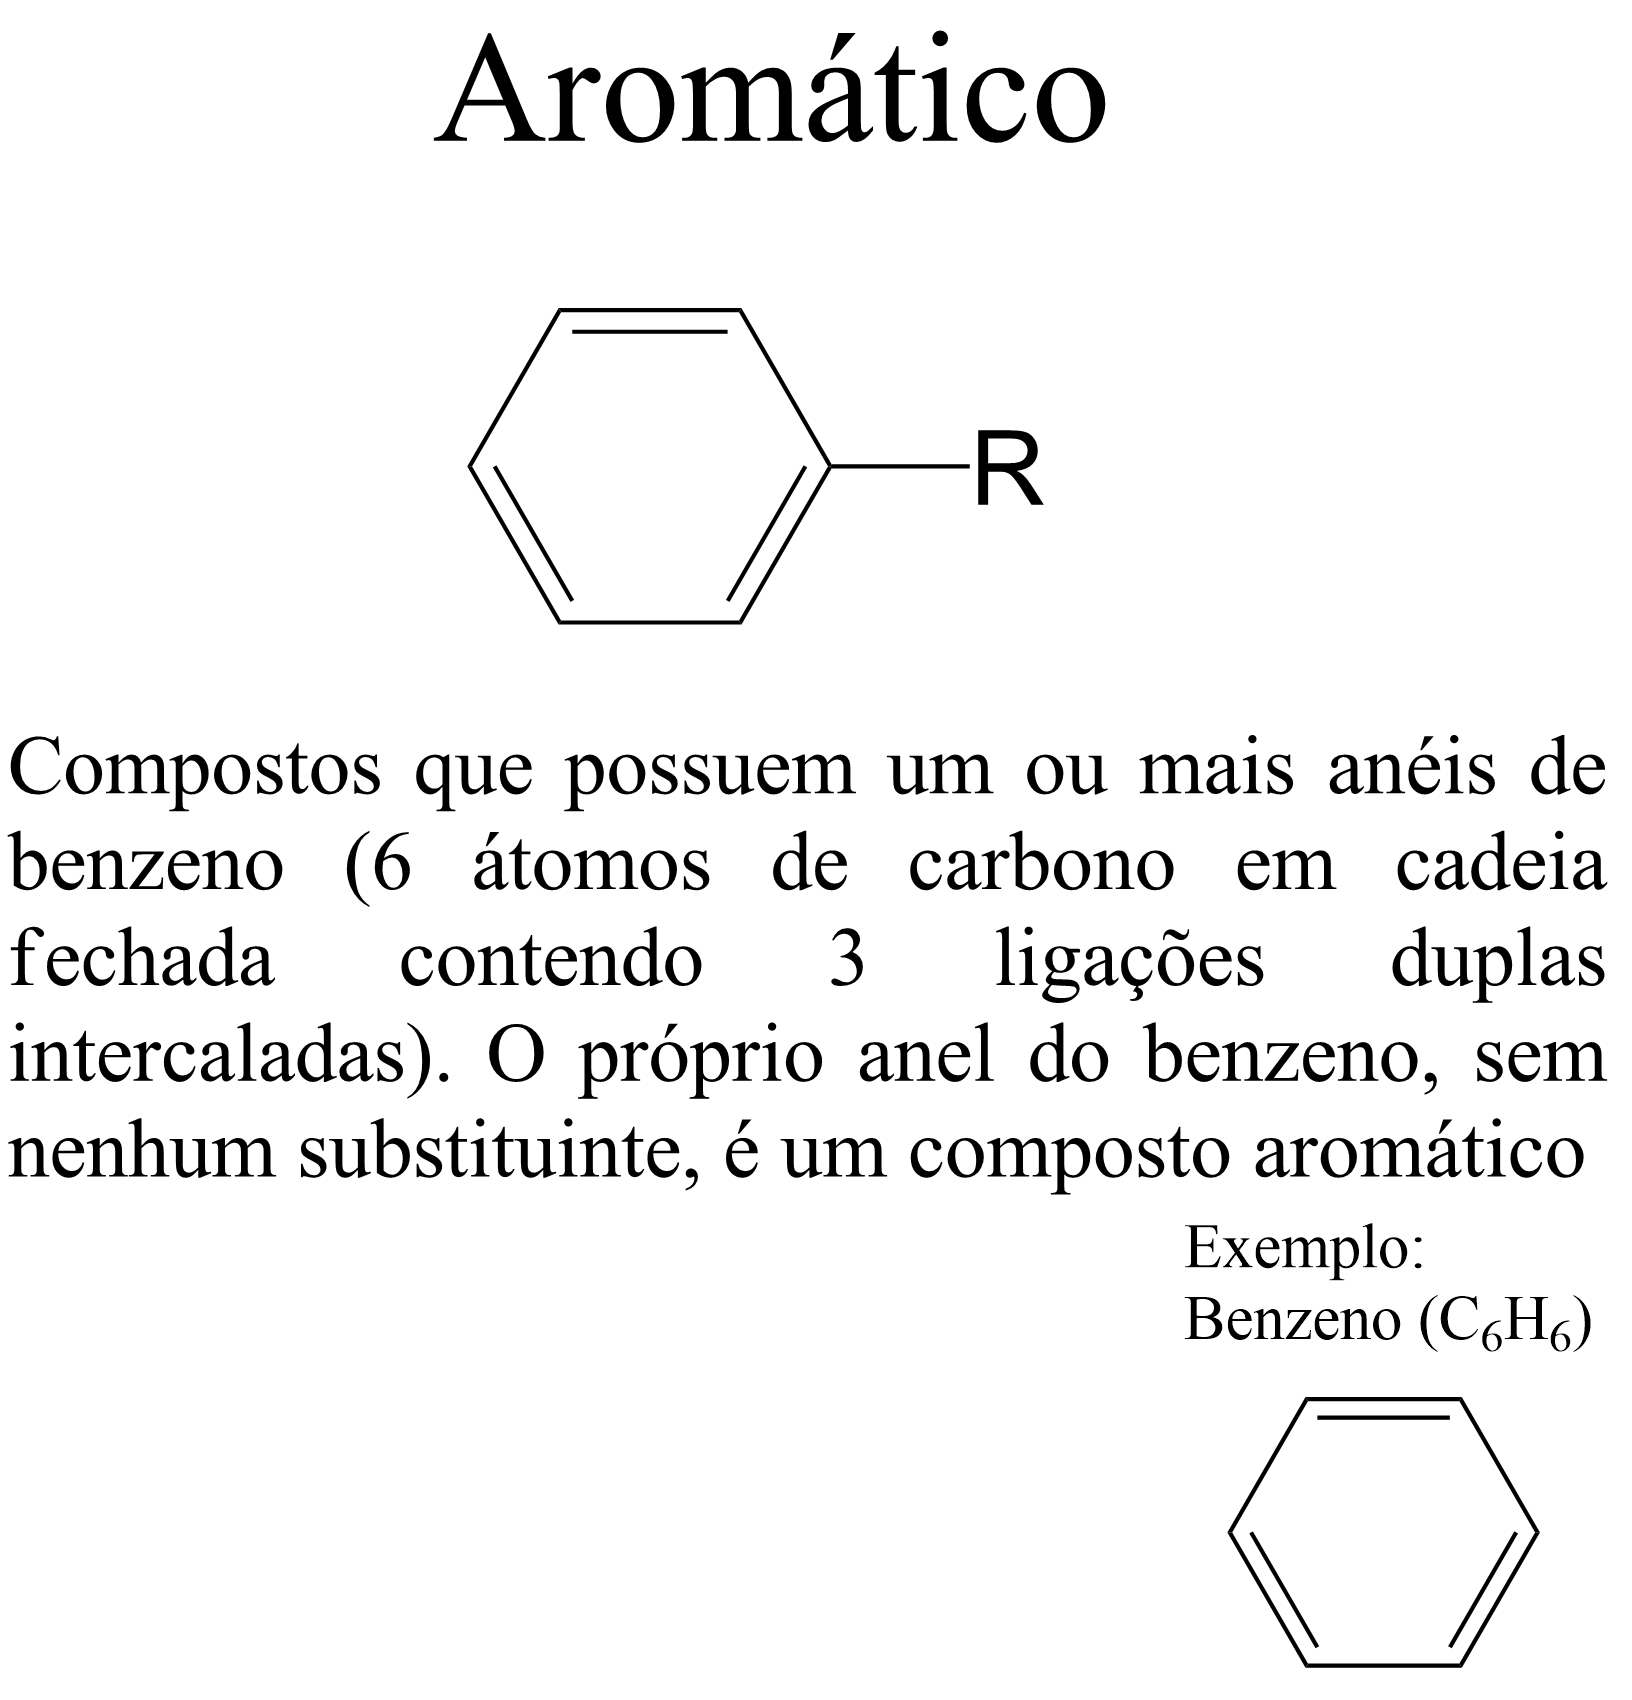 Aromático
R
Compostos que possuem um ou mais anéis de
benzeno (6 átomos de carbono em cadeia
fechada contendo 3 ligações duplas
intercaladas). O próprio anel do benzeno, sem
nenhum substituinte, é um composto aromático
Exemplo:
Benzeno (C₆H₆)